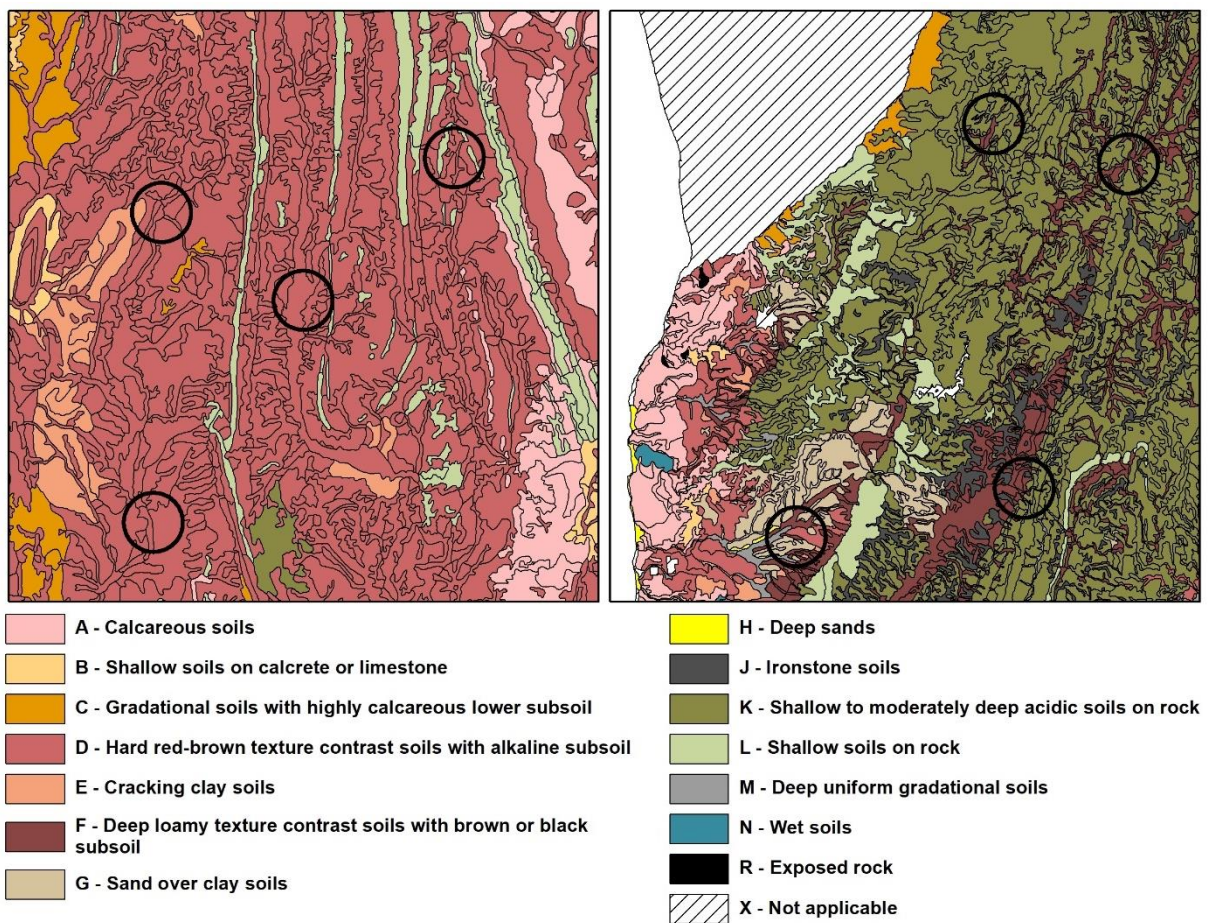 A - Calcareous soils
B - Shallow soils on calcrete or limestone
C - Gradational soils with highly calcareous lower subsoil
D - Hard red-brown texture contrast soils with alkaline subsoil
E - Cracking clay soils
F - Deep loamy texture contrast soils with brown or black
subsoil
G - Sand over clay soils
H - Deep sands
J - Ironstone soils
K - Shallow to moderately deep acidic soils on rock
L - Shallow soils on rock
M - Deep uniform gradational soils
N - Wet soils
R - Exposed rock
X - Not applicable